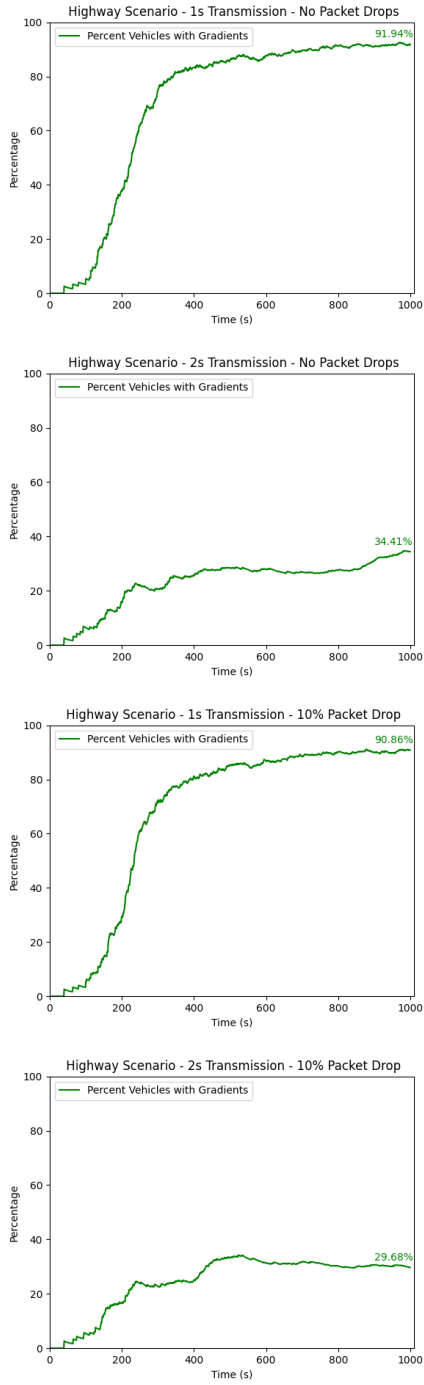 Highway Scenario - 1s Transmission - No Packet Drops
100
Percent Vehicles with Gradients
91.94%
80
60
Percentage
40
20
0
0 200 400 600 800 1000
Time (s)
Highway Scenario - 2s Transmission - No Packet Drops
100
Percent Vehicles with Gradients
80
60
Percentage
40
34.41%
20
0
0 200 400 600 800 1000
Time (s)
Highway Scenario - 1s Transmission - 10% Packet Drop
100
Percent Vehicles with Gradients
90.86%
80
60
Percentage
40
20
0
0 200 400 600 800 1000
Time (s)
Highway Scenario - 2s Transmission - 10% Packet Drop
100
Percent Vehicles with Gradients
80
60
Percentage
40
29.68%
20
0
0 200 400 600 800 1000
Time (s)